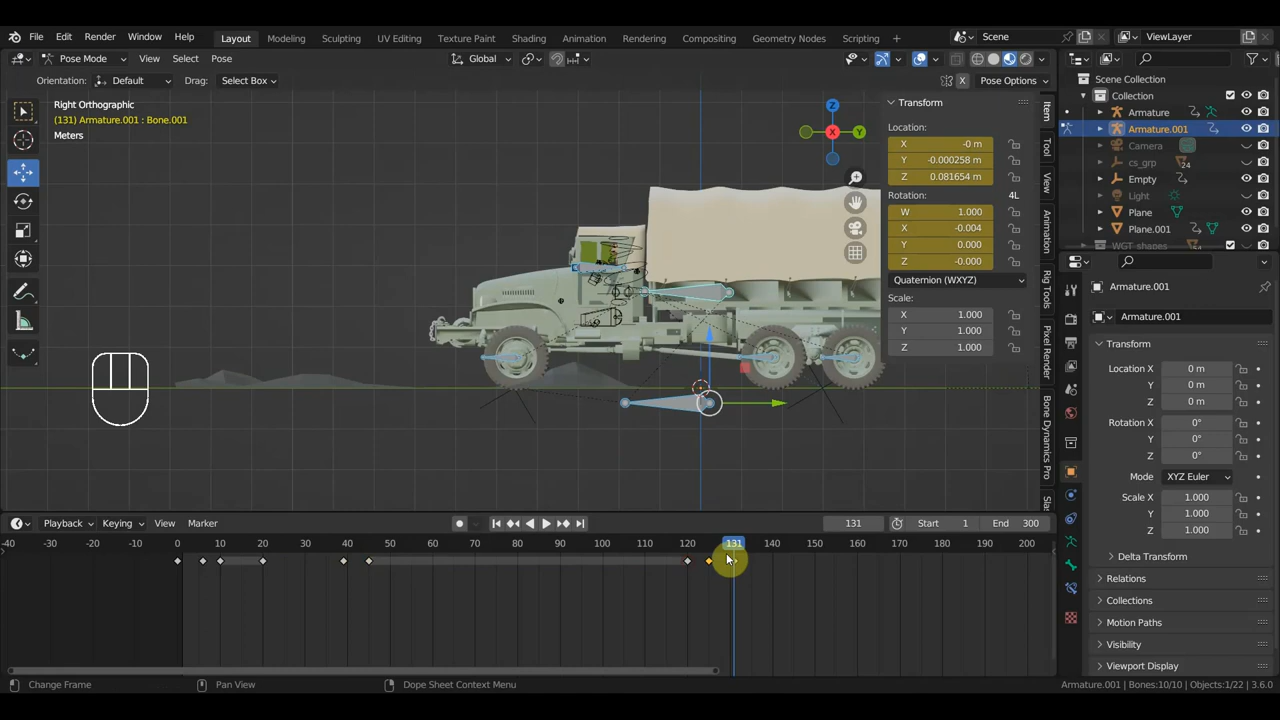 File Edit Render Window Help Layout Modeling Sculpting UV Editing Texture Paint Shading Animation Rendering Compositing Geometry Nodes Scripting + Scene ViewLayer
Pose Mode View Select Pose Global
Orientation: Default Drag: Select Box X Pose Options
Right Orthographic
(131) Armature.001 : Bone.001
Meters
Z
X
Y
Transform
Location:
X -0 m
Y -0.000258 m
Z 0.081654 m
Rotation: 4L
W 1.000
X -0.004
Y 0.000
Z -0.000
Quaternion (WXYZ)
Scale:
X 1.000
Y 1.000
Z 1.000
Item
Tool
View
Animation
Rig Tools
Pixel Render
Bone Dynamics Pro
Scene Collection
Collection
Armature
Armature.001
Camera
cs_grp 24
Empty
Light
Plane
Plane.001
WGT_shapes
Armature.001
Armature.001
Transform
Location X 0 m
Y 0 m
Z 0 m
Rotation X 0°
Y 0°
Z 0°
Mode XYZ Euler
Scale X 1.000
Y 1.000
Z 1.000
Delta Transform
Relations
Collections
Motion Paths
Visibility
Viewport Display
Playback Keying View Marker 131 Start 1 End 300
-40 -30 -20 -10 0 10 20 30 40 50 60 70 80 90 100 110 120 131 140 150 160 170 180 190 200
Change Frame Pan View Dope Sheet Context Menu Armature.001 | Bones:10/10 | Objects:1/22 | 3.6.0